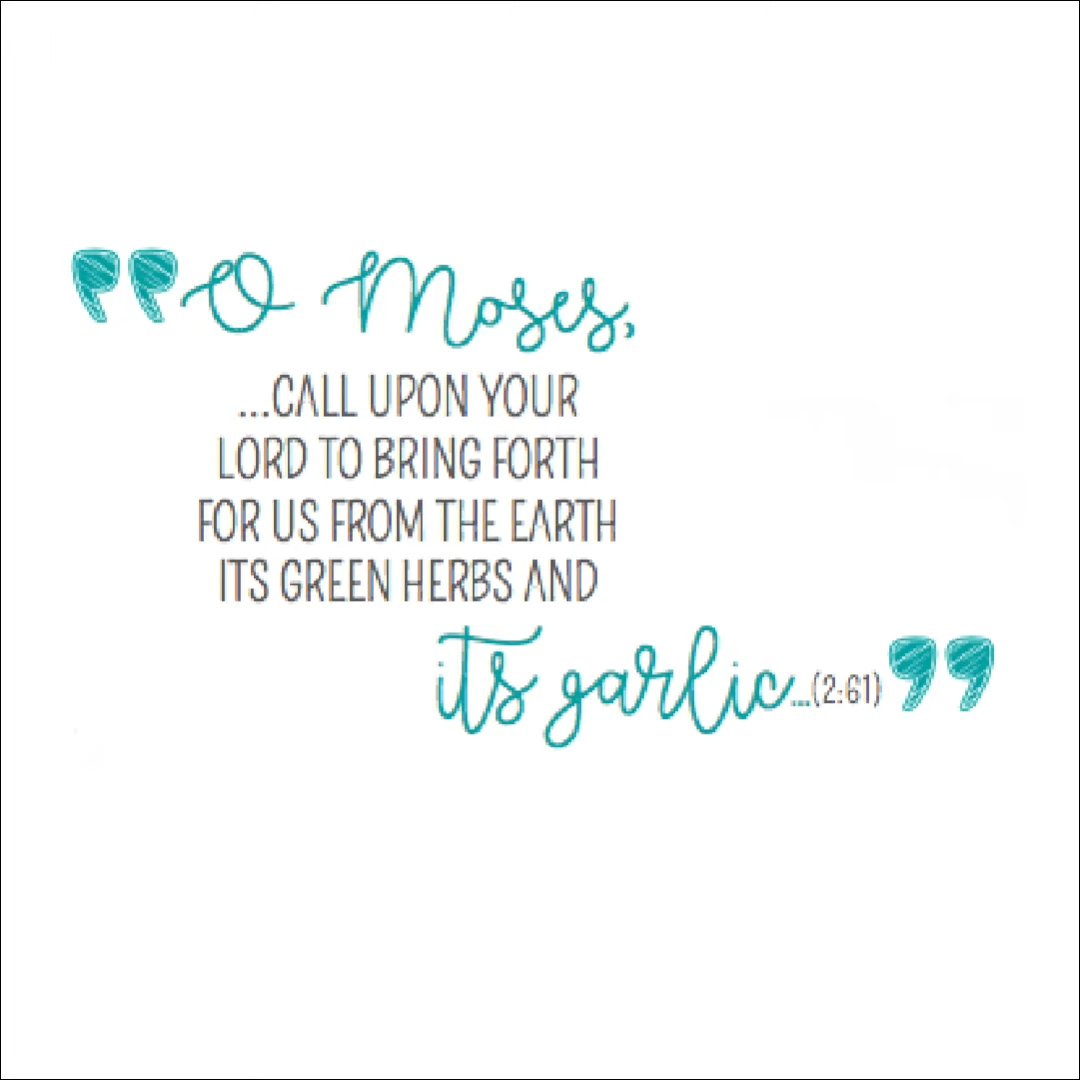 "O Moses,
...CALL UPON YOUR
LORD TO BRING FORTH
FOR US FROM THE EARTH
ITS GREEN HERBS AND
its garlic...(2:61)"